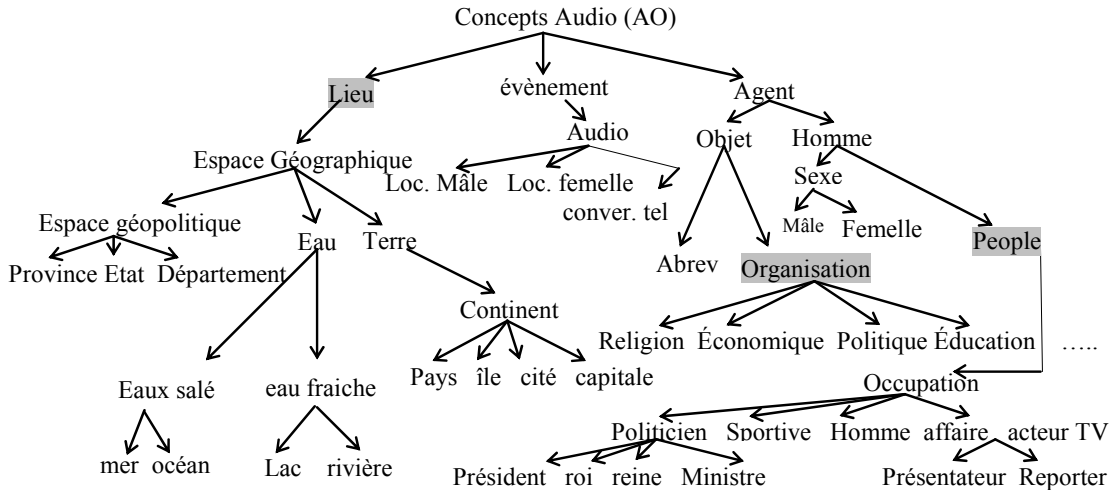 Concepts Audio (AO)
Lieu évènement Agent
Audio Objet Homme
Espace Géographique
Loc. Mâle Loc. femelle Sexe
conver. tel
Espace géopolitique Mâle Femelle
Eau Terre People
Province Etat Département Abrev Organisation
Continent
Religion Économique Politique Éducation …..
Pays île cité capitale
Eaux salé eau fraiche Occupation
Politicien Sportive Homme affaire acteur TV
mer océan Lac rivière Président roi reine Ministre Présentateur Reporter